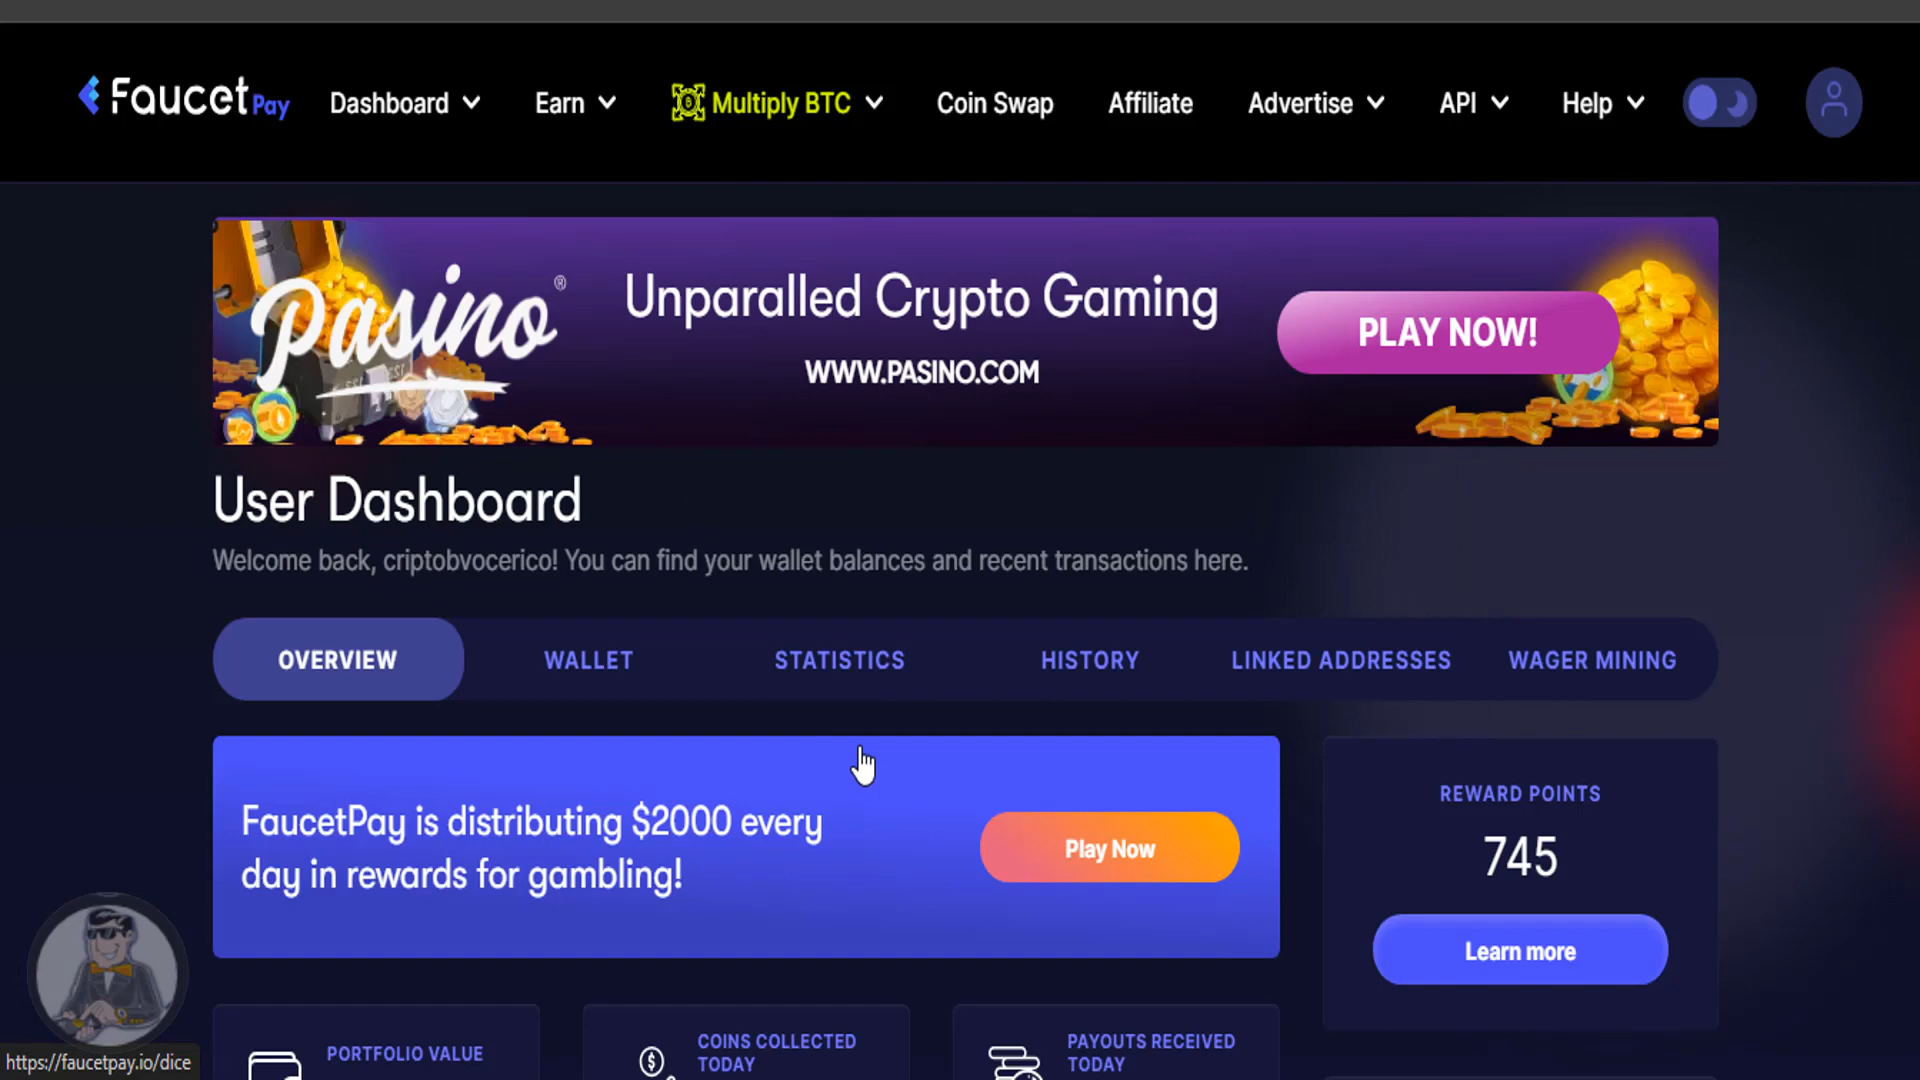 FaucetPay
Dashboard
Earn
Multiply BTC
Coin Swap
Affiliate
Advertise
API
Help
Pasino®
Unparalled Crypto Gaming
WWW.PASINO.COM
PLAY NOW!
User Dashboard
Welcome back, criptobvocerico! You can find your wallet balances and recent transactions here.
OVERVIEW
WALLET
STATISTICS
HISTORY
LINKED ADDRESSES
WAGER MINING
FaucetPay is distributing $2000 every
day in rewards for gambling!
Play Now
REWARD POINTS
745
Learn more
PORTFOLIO VALUE
COINS COLLECTED
TODAY
PAYOUTS RECEIVED
TODAY
https://faucetpay.io/dice